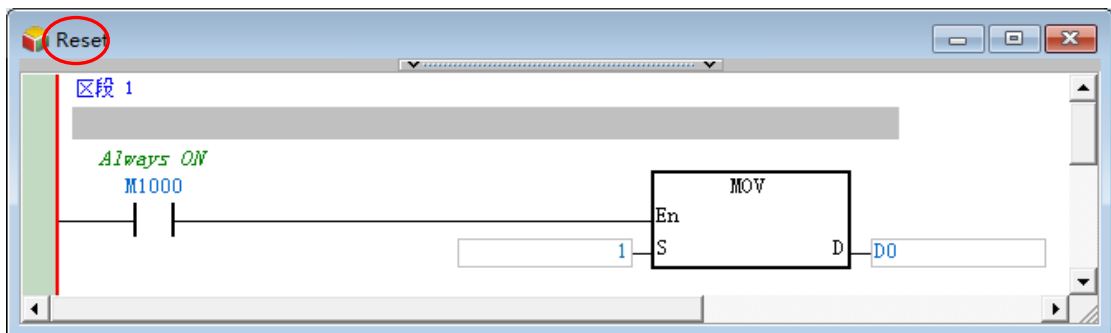 Reset
区段 1
Always ON
M1000
MOV
En
1 S D D0